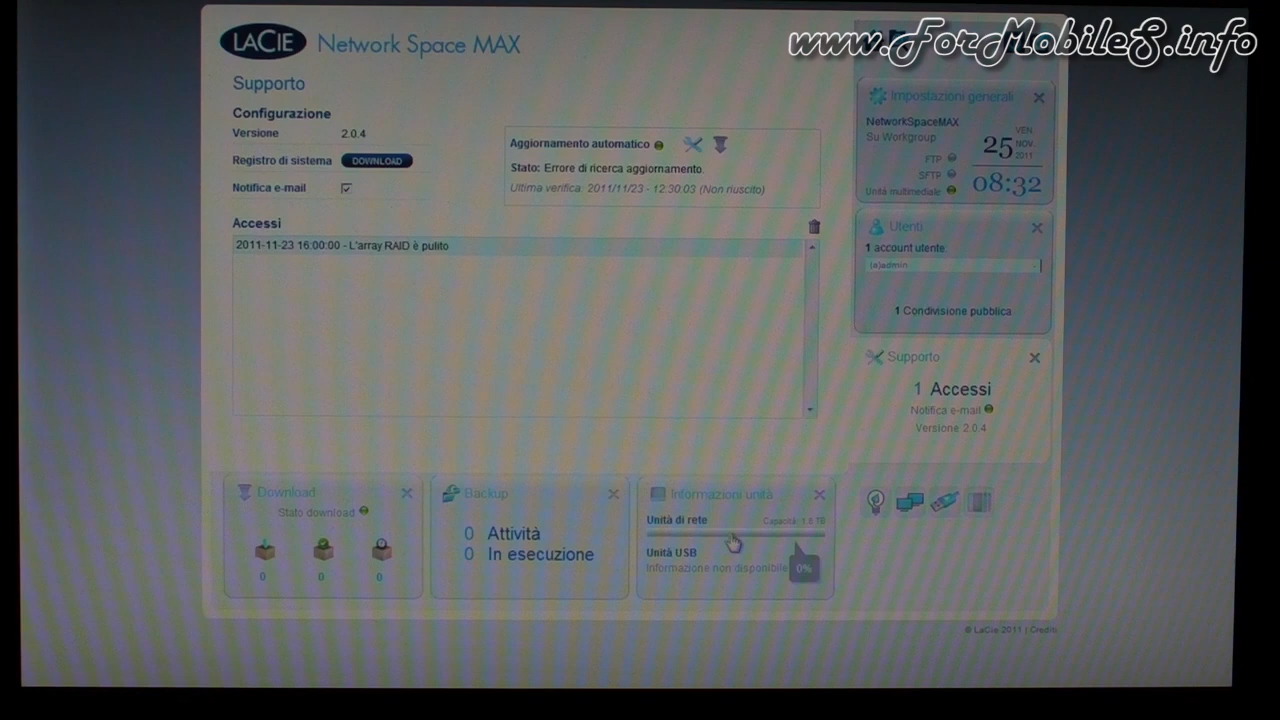 www.ForMobileS.info
LACIE Network Space MAX
Supporto
Configurazione
Versione 2.0.4
Registro di sistema DOWNLOAD
Notifica e-mail
Aggiornamento automatico
Stato: Errore di ricerca aggiornamento.
Ultima verifica: 2011/11/23 - 12:30:03 (Non riuscito)
Accessi
2011-11-23 16:00:00 - L'array RAID è pulito
Impostazioni generali
NetworkSpaceMAX
Su Workgroup
25 VEN. NOV. 2011
FTP
SFTP
Unità multimediale
08:32
Utenti
1 account utente:
(a)admin
1 Condivisione pubblica
Supporto
1 Accessi
Notifica e-mail
Versione 2.0.4
Download
Stato download
0 0 0
Backup
0 Attività
0 In esecuzione
Informazioni unità
Unità di rete Capacità: 1,8 TB
Unità USB
Informazione non disponibile 0%
© LaCie 2011 | Crediti